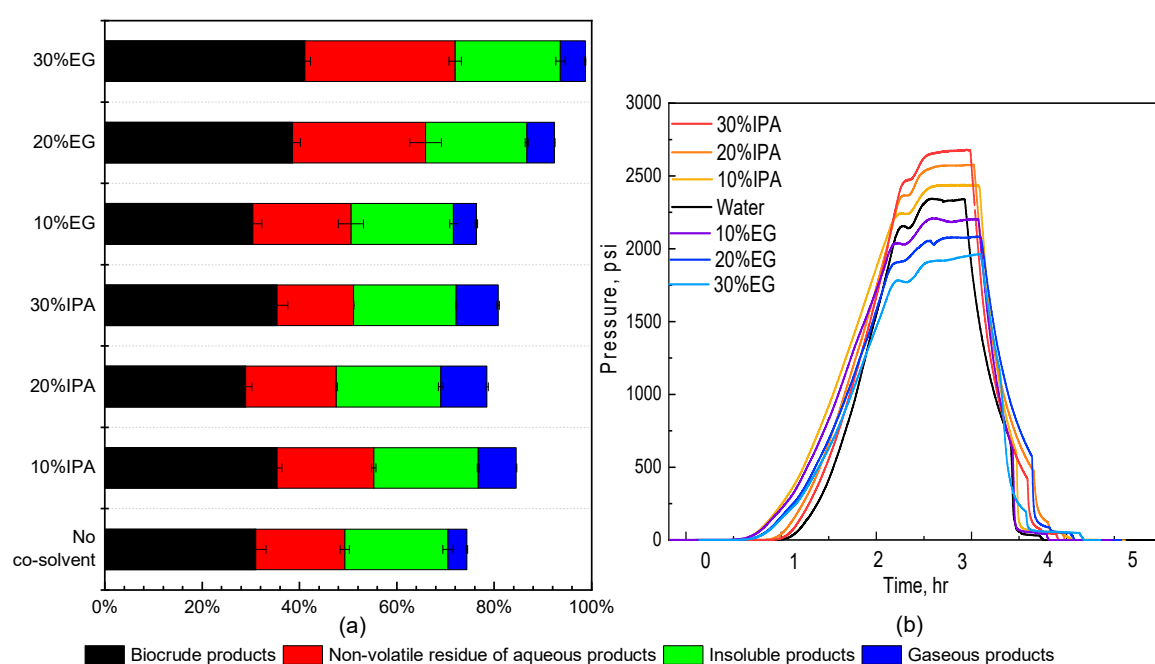 30%EG
20%EG
10%EG
30%IPA
20%IPA
10%IPA
No
co-solvent
0%
20%
40%
60%
80%
100%
(a)
3000
2500
2000
1500
1000
500
0
Pressure, psi
30%IPA
20%IPA
10%IPA
Water
10%EG
20%EG
30%EG
0
1
2
3
4
5
Time, hr
(b)
Biocrude products
Non-volatile residue of aqueous products
Insoluble products
Gaseous products